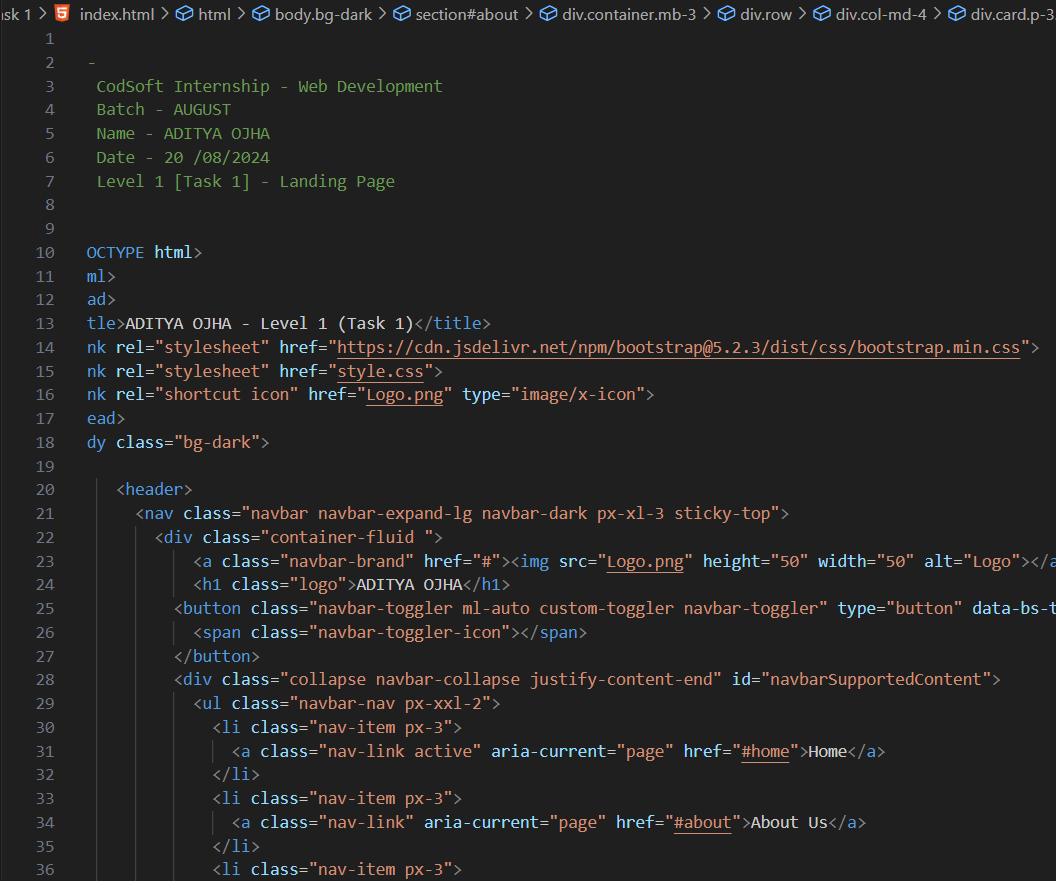 sk 1 > index.html > html > body.bg-dark > section#about > div.container.mb-3 > div.row > div.col-md-4 > div.card.p-3
1
2 -
3 CodSoft Internship - Web Development
4 Batch - AUGUST
5 Name - ADITYA OJHA
6 Date - 20 /08/2024
7 Level 1 [Task 1] - Landing Page
8
9
10 OCTYPE html>
11 ml>
12 ad>
13 tle>ADITYA OJHA - Level 1 (Task 1)</title>
14 nk rel="stylesheet" href="https://cdn.jsdelivr.net/npm/bootstrap@5.2.3/dist/css/bootstrap.min.css">
15 nk rel="stylesheet" href="style.css">
16 nk rel="shortcut icon" href="Logo.png" type="image/x-icon">
17 ead>
18 dy class="bg-dark">
19
20 <header>
21 <nav class="navbar navbar-expand-lg navbar-dark px-xl-3 sticky-top">
22 <div class="container-fluid ">
23 <a class="navbar-brand" href="#"><img src="Logo.png" height="50" width="50" alt="Logo"></a
24 <h1 class="logo">ADITYA OJHA</h1>
25 <button class="navbar-toggler ml-auto custom-toggler navbar-toggler" type="button" data-bs-t
26 <span class="navbar-toggler-icon"></span>
27 </button>
28 <div class="collapse navbar-collapse justify-content-end" id="navbarSupportedContent">
29 <ul class="navbar-nav px-xxl-2">
30 <li class="nav-item px-3">
31 <a class="nav-link active" aria-current="page" href="#home">Home</a>
32 </li>
33 <li class="nav-item px-3">
34 <a class="nav-link" aria-current="page" href="#about">About Us</a>
35 </li>
36 <li class="nav-item px-3">